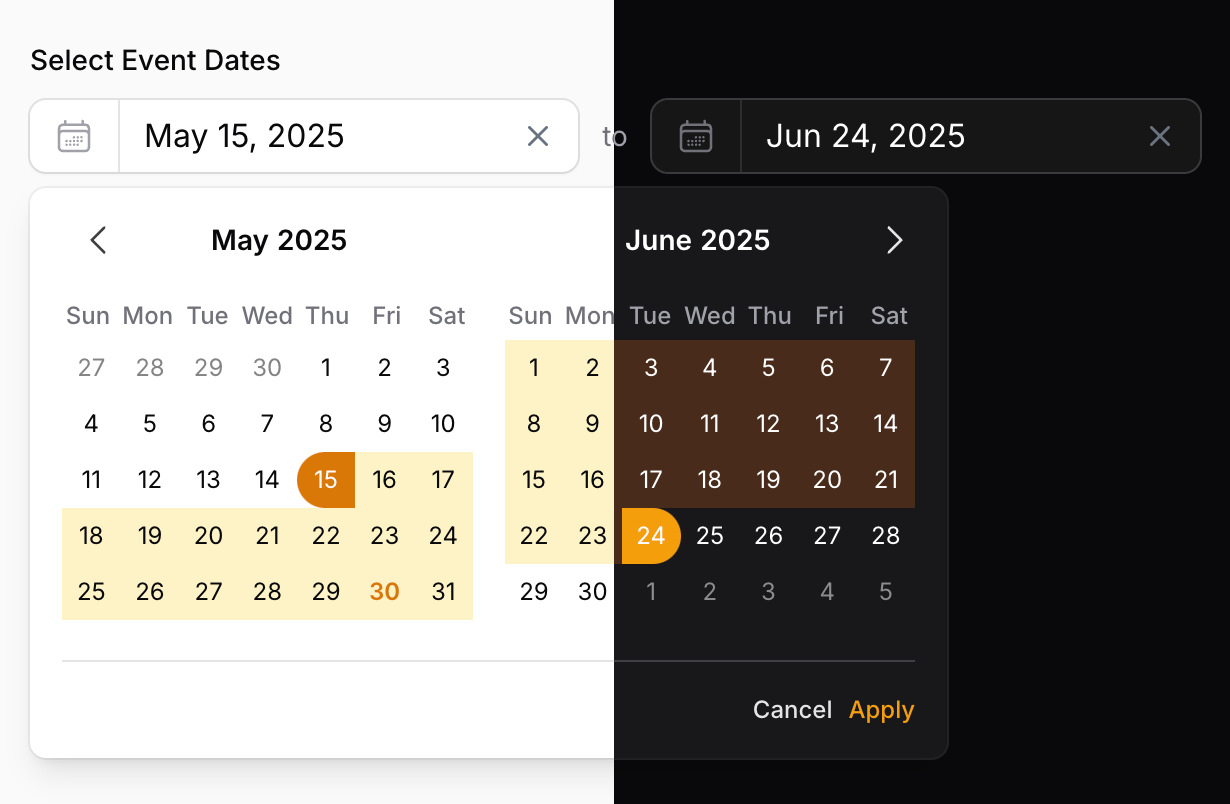 Select Event Dates
May 15, 2025 to Jun 24, 2025
May 2025 June 2025
Sun Mon Tue Wed Thu Fri Sat Sun Mon Tue Wed Thu Fri Sat
27 28 29 30 1 2 3 1 2 3 4 5 6 7
4 5 6 7 8 9 10 8 9 10 11 12 13 14
11 12 13 14 15 16 17 15 16 17 18 19 20 21
18 19 20 21 22 23 24 22 23 24 25 26 27 28
25 26 27 28 29 30 31 29 30 1 2 3 4 5
Cancel Apply